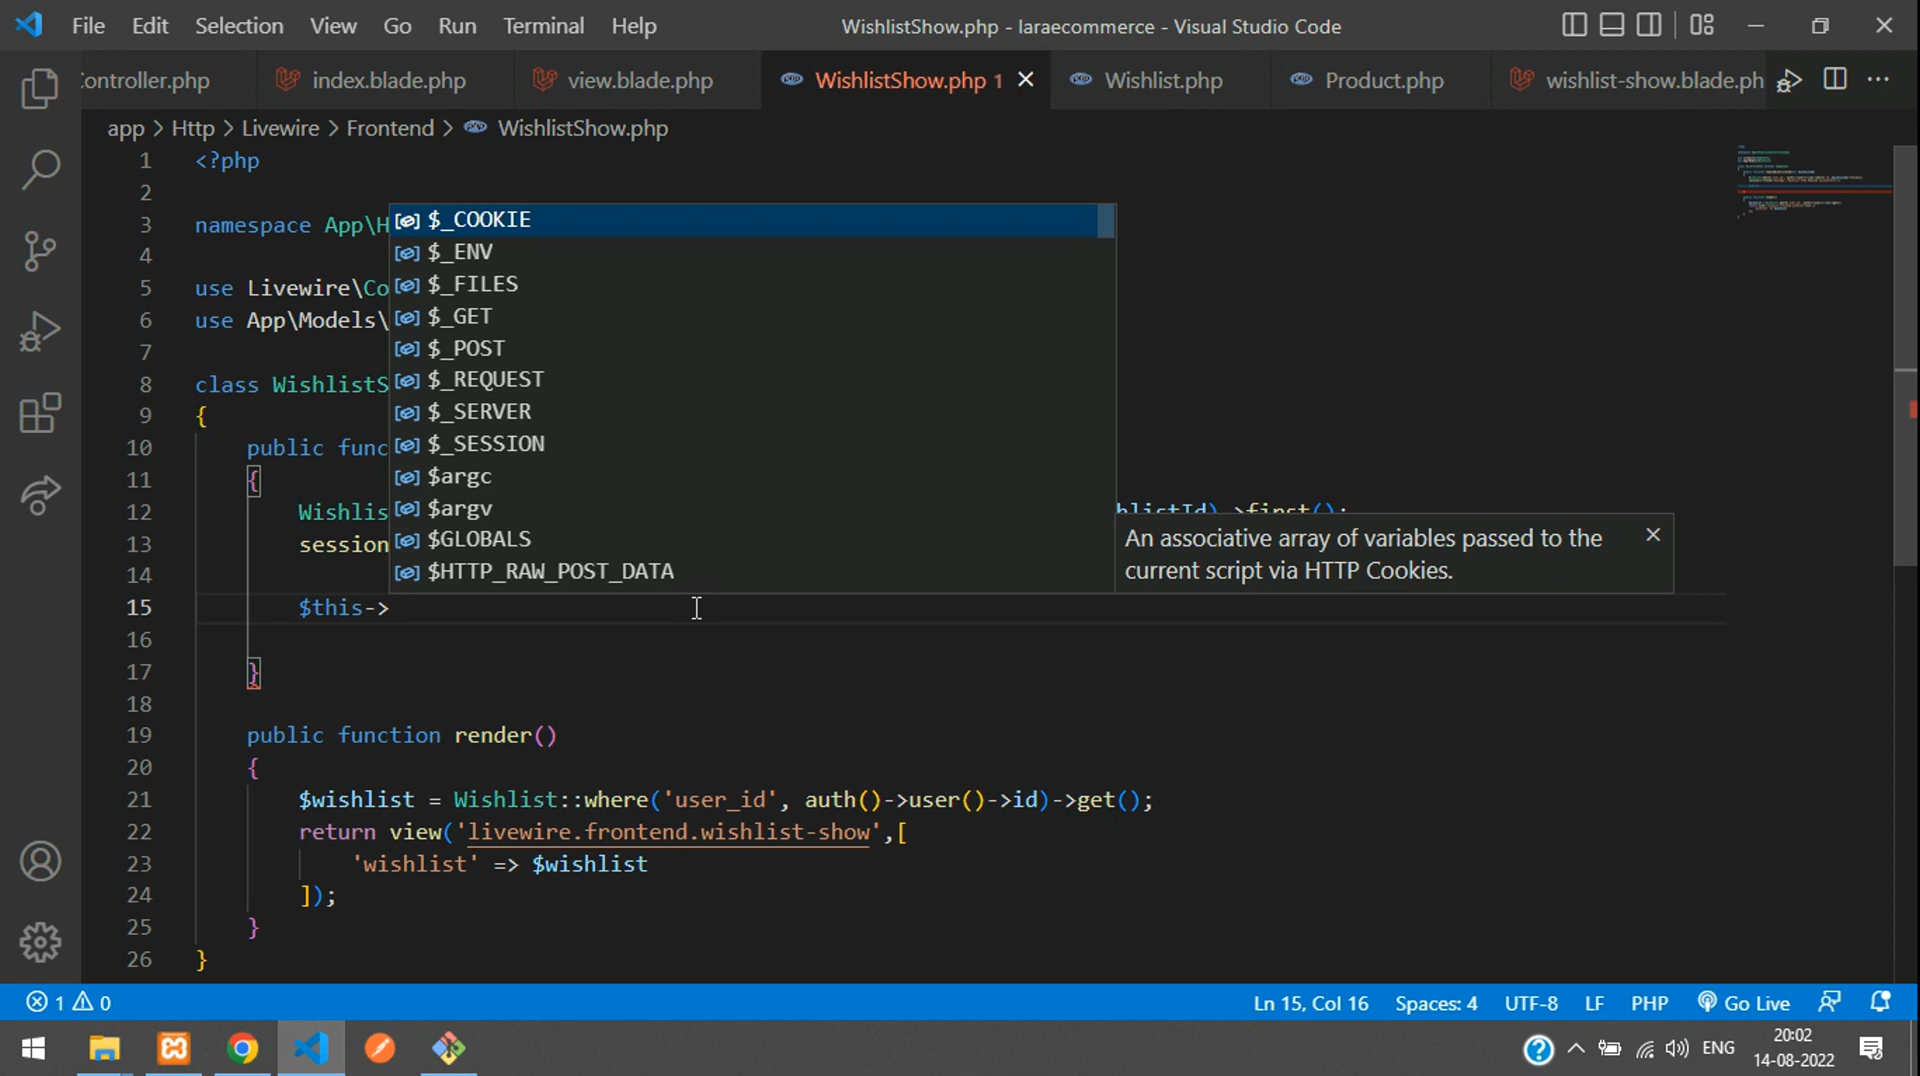 File Edit Selection View Go Run Terminal Help WishlistShow.php - laraecommerce - Visual Studio Code
Controller.php index.blade.php view.blade.php WishlistShow.php 1 Wishlist.php Product.php wishlist-show.blade.ph
app > Http > Livewire > Frontend > WishlistShow.php
1 <?php
2
3 namespace App\H
4
5 use Livewire\Co
6 use App\Models\
7
8 class WishlistS
9 {
10 public func
11 {
12 Wishlis hlistId)->first();
13 session
14
15 $this->
16
17 }
18
19 public function render()
20 {
21 $wishlist = Wishlist::where('user_id', auth()->user()->id)->get();
22 return view('livewire.frontend.wishlist-show',[
23 'wishlist' => $wishlist
24 ]);
25 }
26 }
$_COOKIE
$_ENV
$_FILES
$_GET
$_POST
$_REQUEST
$_SERVER
$_SESSION
$argc
$argv
$GLOBALS
$HTTP_RAW_POST_DATA
An associative array of variables passed to the
current script via HTTP Cookies.
1 0 Ln 15, Col 16 Spaces: 4 UTF-8 LF PHP Go Live
ENG 20:02
14-08-2022